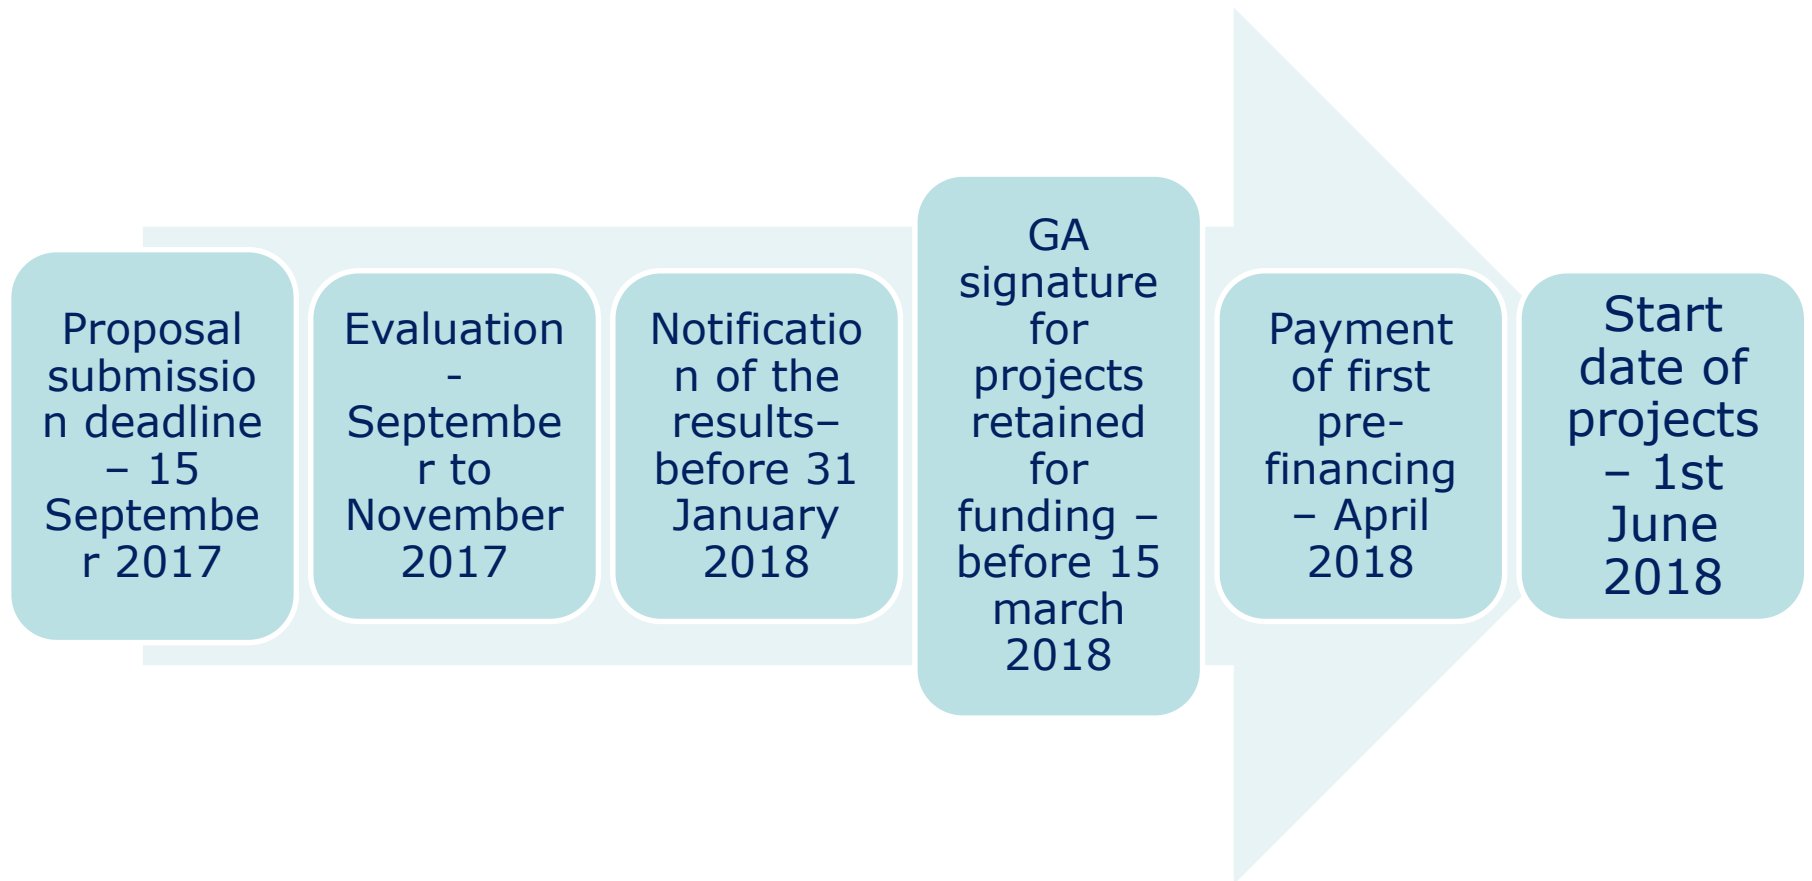 Proposal
submissio
n deadline
– 15
Septembe
r 2017
Evaluation
-
Septembe
r to
November
2017
Notificatio
n of the
results–
before 31
January
2018
GA
signature
for
projects
retained
for
funding –
before 15
march
2018
Payment
of first
pre-
financing
– April
2018
Start
date of
projects
– 1st
June
2018